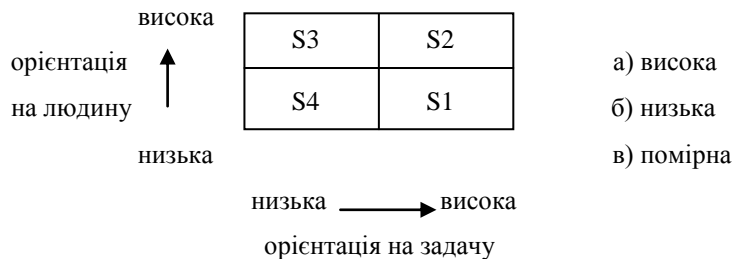 висока
S3 S2
орієнтація
а) висока
S4 S1
на людину
б) низька
низька
в) помірна
низька висока
орієнтація на задачу